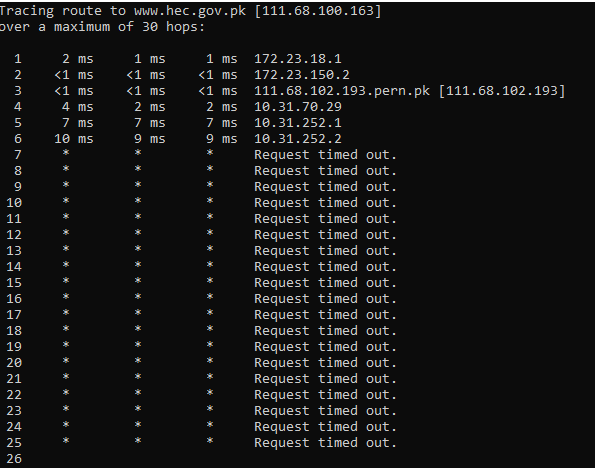 Tracing route to www.hec.gov.pk [111.68.100.163]
over a maximum of 30 hops:
1 2 ms 1 ms 1 ms 172.23.18.1
2 <1 ms <1 ms <1 ms 172.23.150.2
3 <1 ms <1 ms <1 ms 111.68.102.193.pern.pk [111.68.102.193]
4 4 ms 2 ms 2 ms 10.31.70.29
5 7 ms 7 ms 7 ms 10.31.252.1
6 10 ms 9 ms 9 ms 10.31.252.2
7 * * * Request timed out.
8 * * * Request timed out.
9 * * * Request timed out.
10 * * * Request timed out.
11 * * * Request timed out.
12 * * * Request timed out.
13 * * * Request timed out.
14 * * * Request timed out.
15 * * * Request timed out.
16 * * * Request timed out.
17 * * * Request timed out.
18 * * * Request timed out.
19 * * * Request timed out.
20 * * * Request timed out.
21 * * * Request timed out.
22 * * * Request timed out.
23 * * * Request timed out.
24 * * * Request timed out.
25 * * * Request timed out.
26